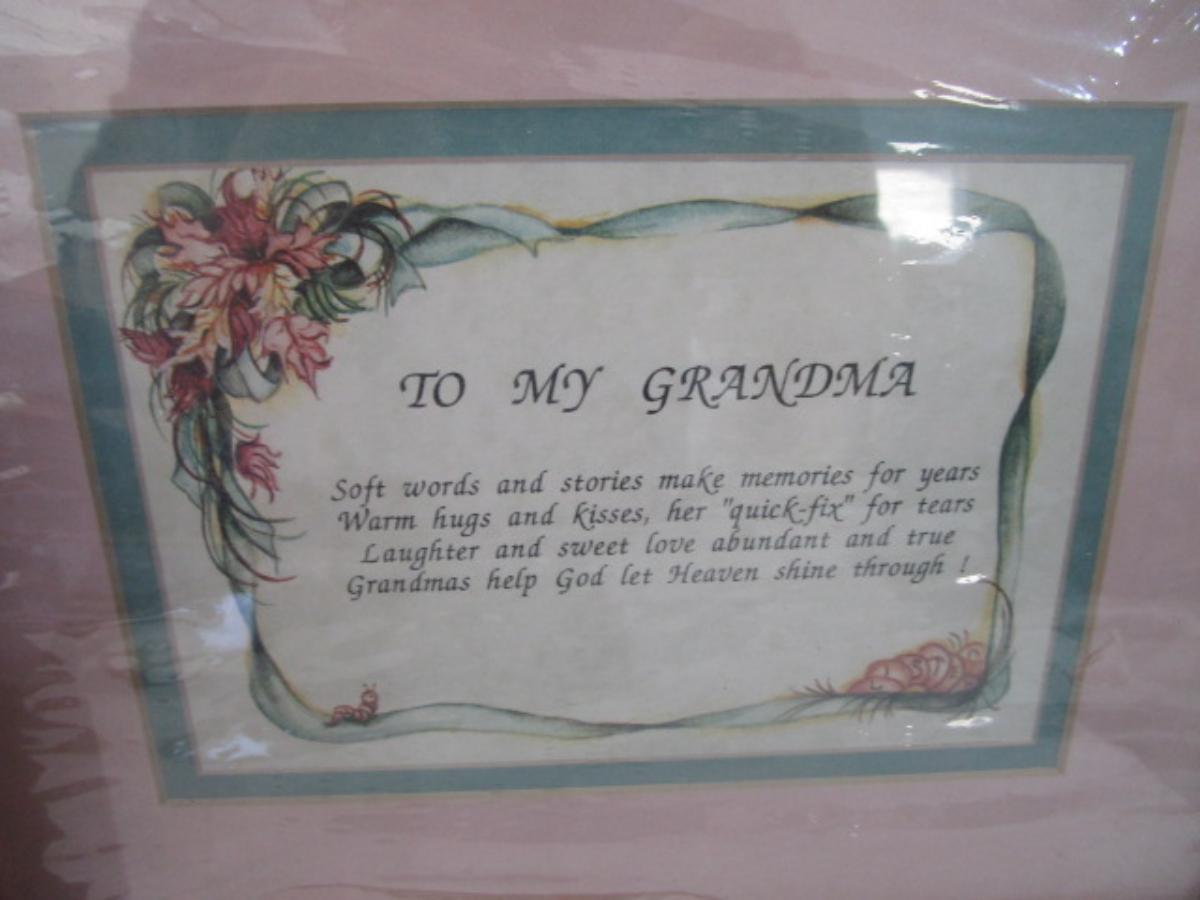 TO MY GRANDMA
Soft words and stories make memories for years
Warm hugs and kisses, her "quick-fix" for tears
Laughter and sweet love abundant and true
Grandmas help God let Heaven shine through !